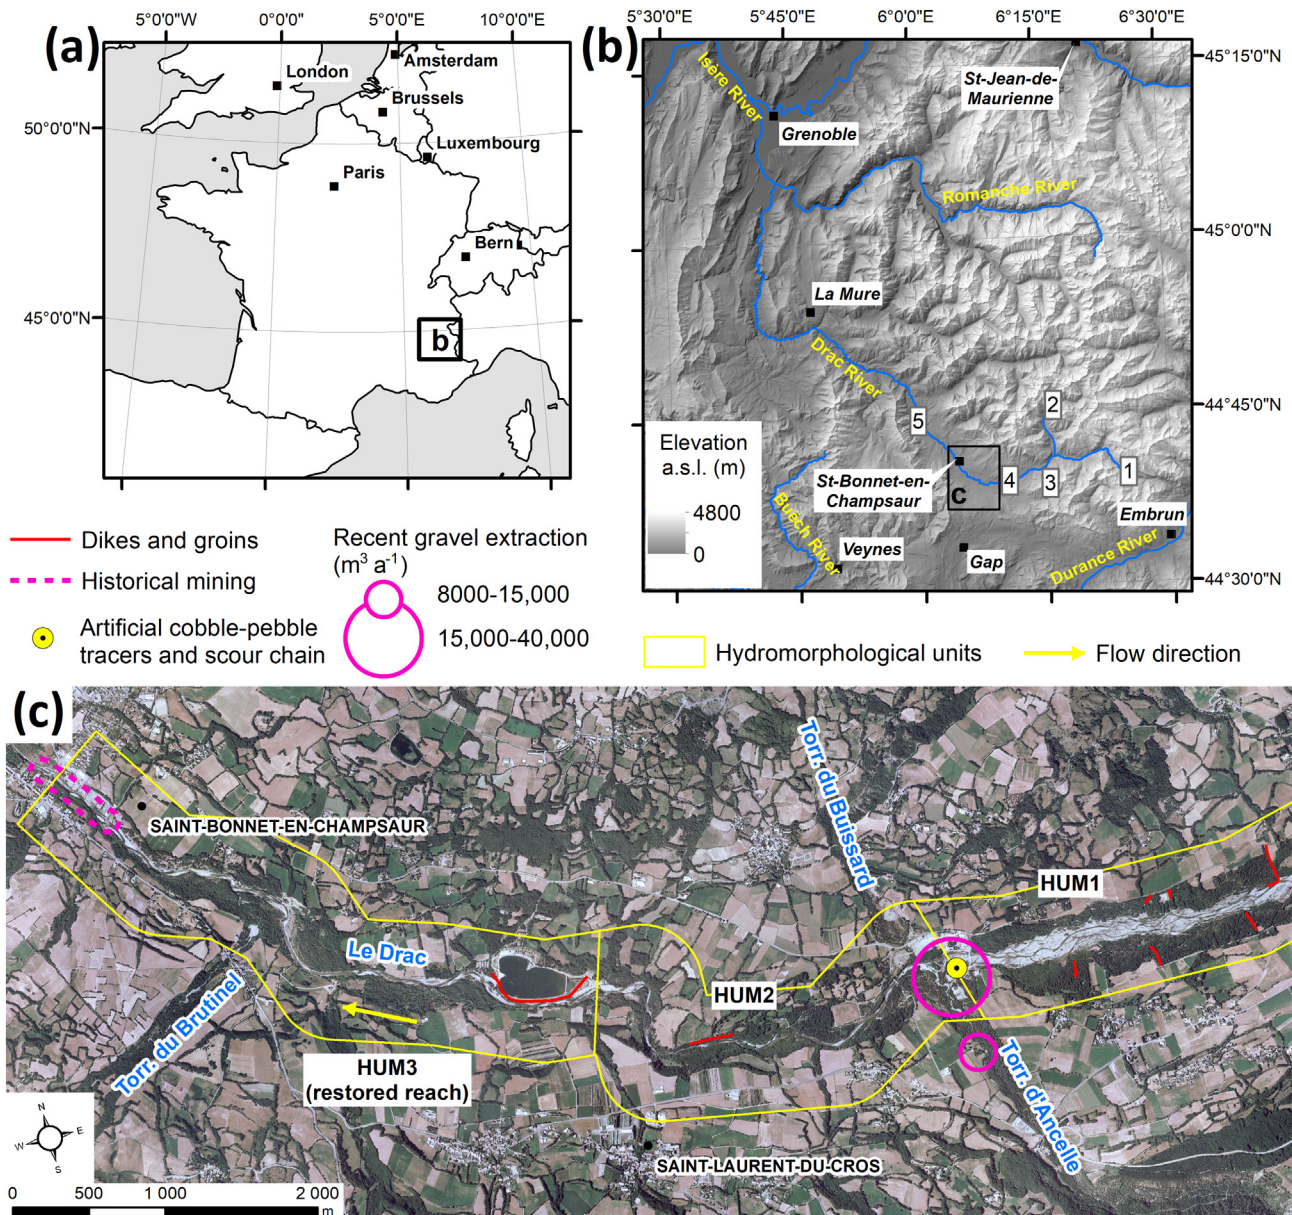 (a)
5°0'0"W
0°0'0"
5°0'0"E
10°0'0"E
50°0'0"N
45°0'0"N
London
Amsterdam
Brussels
Luxembourg
Paris
Bern
b
(b)
5°30'0"E
5°45'0"E
6°0'0"E
6°15'0"E
6°30'0"E
45°15'0"N
45°0'0"N
44°45'0"N
44°30'0"N
Isère River
St-Jean-de-
Maurienne
Grenoble
Romanche River
La Mure
Drac River
5
2
1
3
4
St-Bonnet-en-
Champsaur
c
Elevation
a.s.l. (m)
4800
0
Buëch River
Veynes
Gap
Embrun
Durance River
Dikes and groins
Historical mining
Artificial cobble-pebble
tracers and scour chain
Recent gravel extraction
(m³ a⁻¹)
8000-15,000
15,000-40,000
Hydromorphological units
Flow direction
(c)
SAINT-BONNET-EN-CHAMPSAUR
Torr. du Buissard
HUM1
Le Drac
HUM2
Torr. du Brutinel
HUM3
(restored reach)
Torr. d'Ancelle
SAINT-LAURENT-DU-CROS
N
W
E
S
0 500 1 000 2 000
m